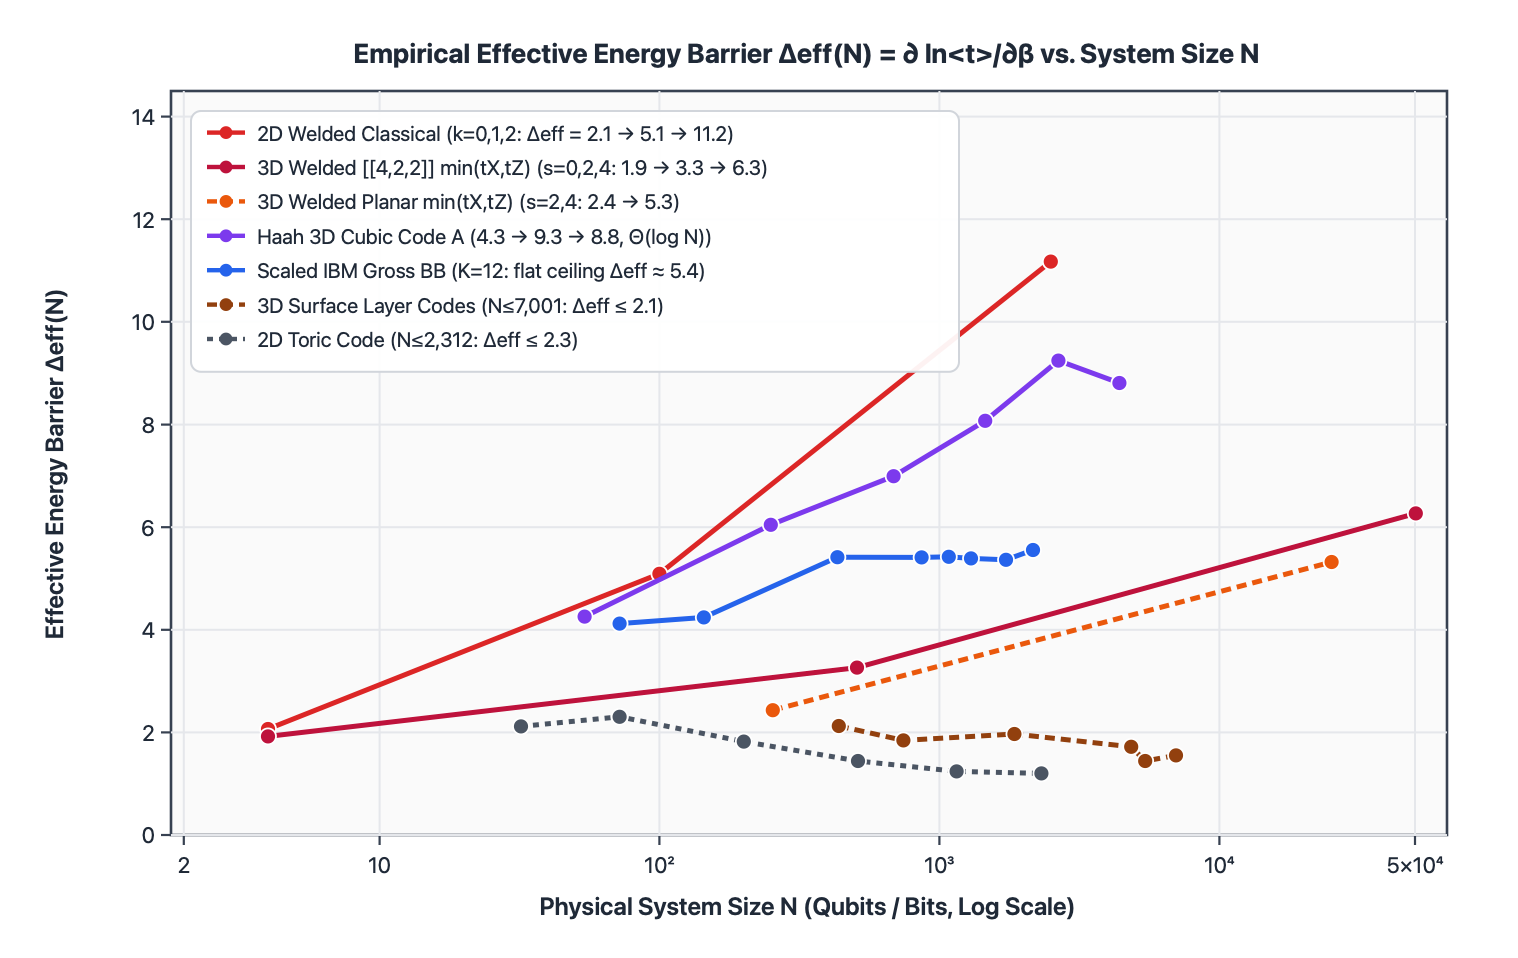 Empirical Effective Energy Barrier Δeff(N) = ∂ ln<t>/∂β vs. System Size N
14
12
10
8
6
4
2
0
Effective Energy Barrier Δeff(N)
2D Welded Classical (k=0,1,2: Δeff = 2.1 → 5.1 → 11.2)
3D Welded [[4,2,2]] min(tX,tZ) (s=0,2,4: 1.9 → 3.3 → 6.3)
3D Welded Planar min(tX,tZ) (s=2,4: 2.4 → 5.3)
Haah 3D Cubic Code A (4.3 → 9.3 → 8.8, Θ(log N))
Scaled IBM Gross BB (K=12: flat ceiling Δeff ≈ 5.4)
3D Surface Layer Codes (N≤7,001: Δeff ≤ 2.1)
2D Toric Code (N≤2,312: Δeff ≤ 2.3)
2 10 10² 10³ 10⁴ 5×10⁴
Physical System Size N (Qubits / Bits, Log Scale)